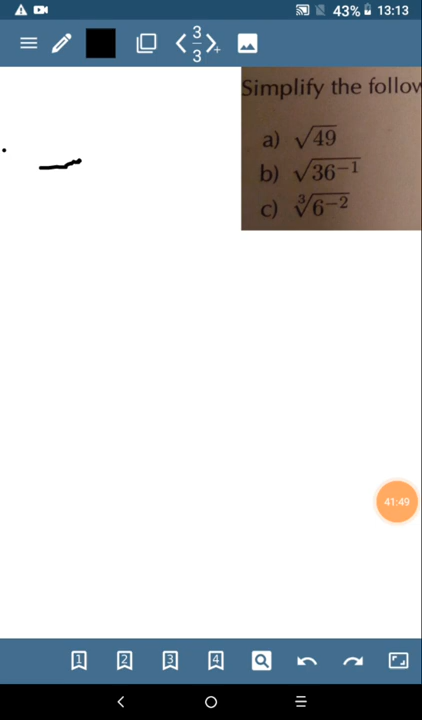 43% 13:13
3
3
Simplify the follow
a) √49
b) √36⁻¹
c) ∛6⁻²
41:49
1 2 3 4